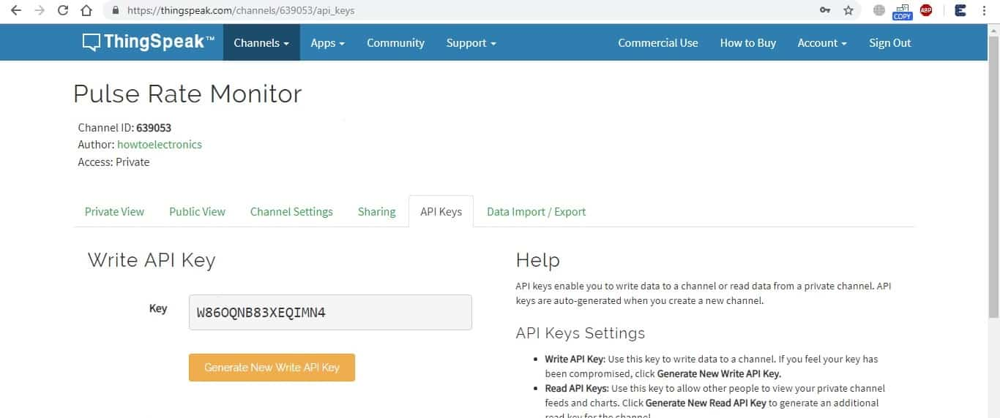 https://thingspeak.com/channels/639053/api_keys
COPY
ABP
ThingSpeak™ Channels Apps Community Support Commercial Use How to Buy Account Sign Out
Pulse Rate Monitor
Channel ID: 639053
Author: howtoelectronics
Access: Private
Private View Public View Channel Settings Sharing API Keys Data Import / Export
Write API Key
Key W86OQNB83XEQIMN4
Generate New Write API Key
Help
API keys enable you to write data to a channel or read data from a private channel. API
keys are auto-generated when you create a new channel.
API Keys Settings
Write API Key: Use this key to write data to a channel. If you feel your key has
been compromised, click Generate New Write API Key.
Read API Keys: Use this key to allow other people to view your private channel
feeds and charts. Click Generate New Read API Key to generate an additional
read key for the channel.